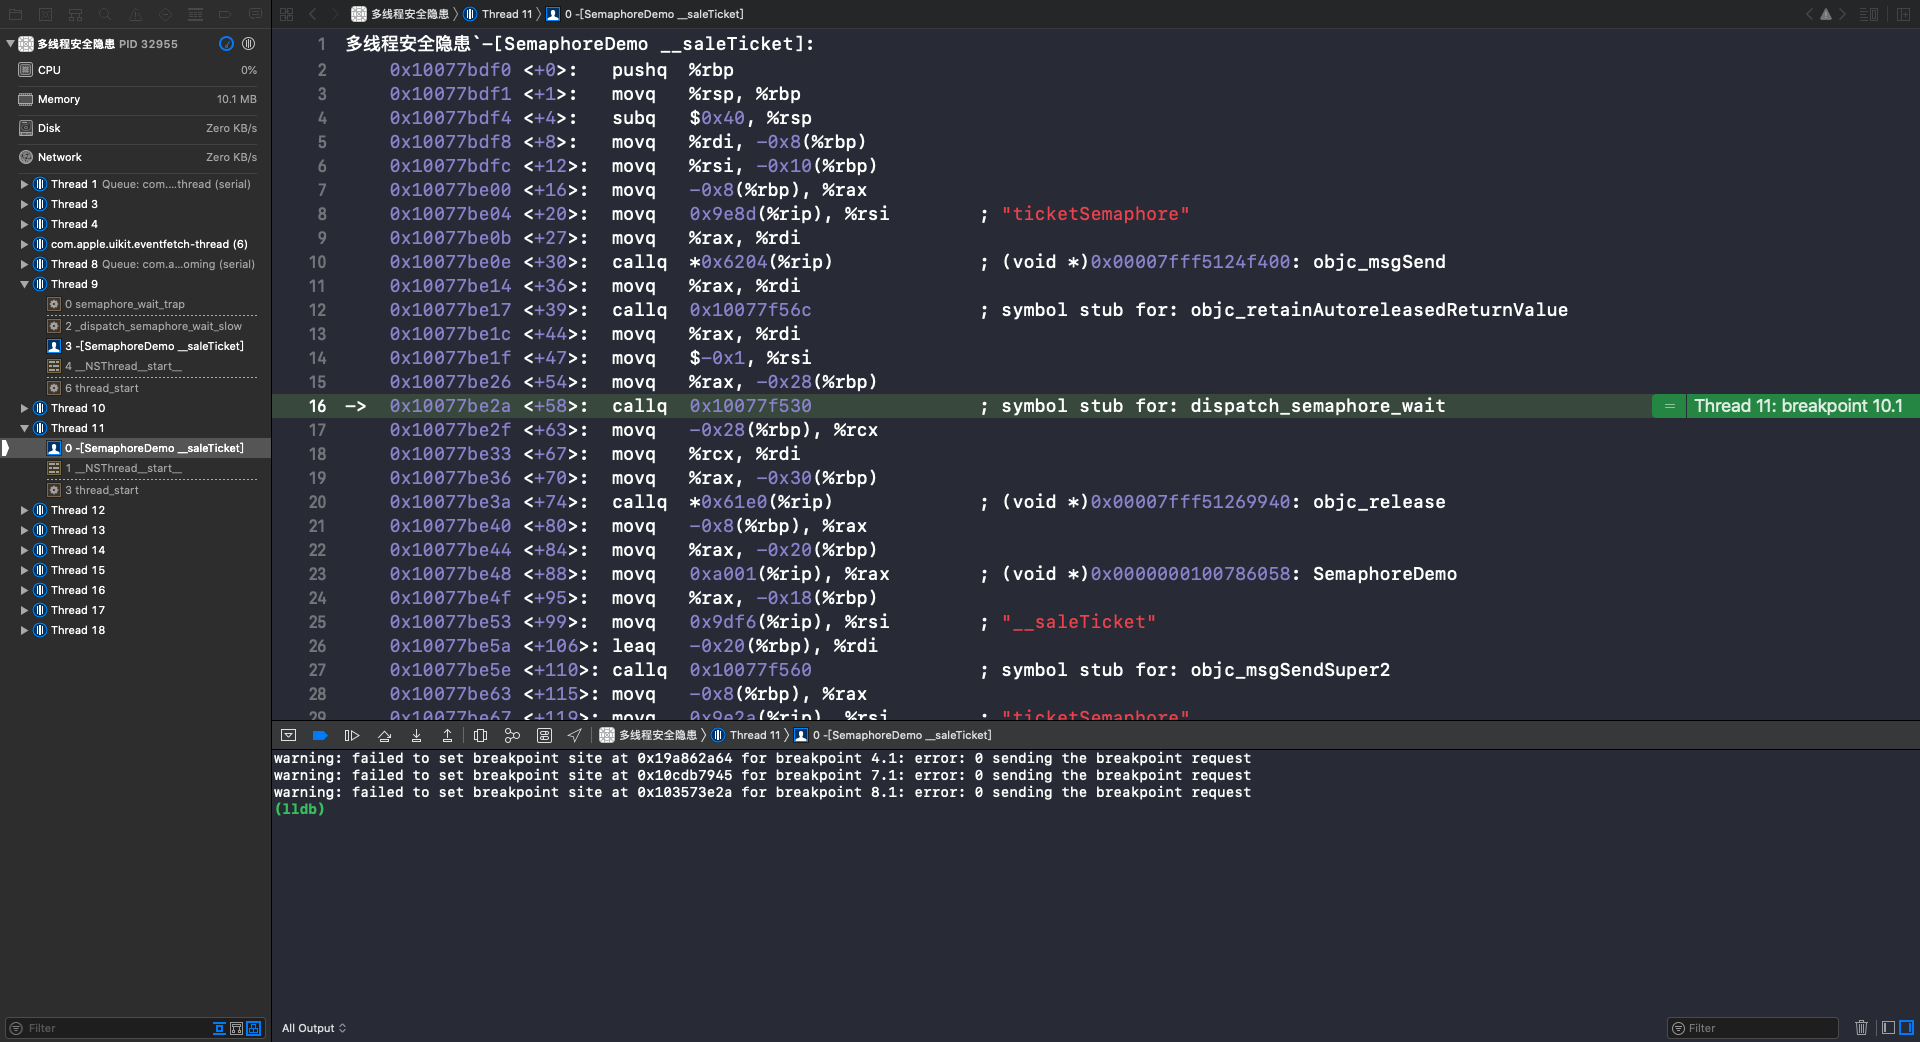 多线程安全隐患 〉 Thread 11 〉 0 -[SemaphoreDemo __saleTicket]
多线程安全隐患 PID 32955
CPU 0%
Memory 10.1 MB
Disk Zero KB/s
Network Zero KB/s
Thread 1 Queue: com....thread (serial)
Thread 3
Thread 4
com.apple.uikit.eventfetch-thread (6)
Thread 8 Queue: com.a...oming (serial)
Thread 9
0 semaphore_wait_trap
2 _dispatch_semaphore_wait_slow
3 -[SemaphoreDemo __saleTicket]
4 __NSThread__start__
6 thread_start
Thread 10
Thread 11
0 -[SemaphoreDemo __saleTicket]
1 __NSThread__start__
3 thread_start
Thread 12
Thread 13
Thread 14
Thread 15
Thread 16
Thread 17
Thread 18
Filter
1 多线程安全隐患`-[SemaphoreDemo __saleTicket]:
2 0x10077bdf0 <+0>: pushq %rbp
3 0x10077bdf1 <+1>: movq %rsp, %rbp
4 0x10077bdf4 <+4>: subq $0x40, %rsp
5 0x10077bdf8 <+8>: movq %rdi, -0x8(%rbp)
6 0x10077bdfc <+12>: movq %rsi, -0x10(%rbp)
7 0x10077be00 <+16>: movq -0x8(%rbp), %rax
8 0x10077be04 <+20>: movq 0x9e8d(%rip), %rsi ; "ticketSemaphore"
9 0x10077be0b <+27>: movq %rax, %rdi
10 0x10077be0e <+30>: callq *0x6204(%rip) ; (void *)0x00007fff5124f400: objc_msgSend
11 0x10077be14 <+36>: movq %rax, %rdi
12 0x10077be17 <+39>: callq 0x10077f56c ; symbol stub for: objc_retainAutoreleasedReturnValue
13 0x10077be1c <+44>: movq %rax, %rdi
14 0x10077be1f <+47>: movq $-0x1, %rsi
15 0x10077be26 <+54>: movq %rax, -0x28(%rbp)
16 -> 0x10077be2a <+58>: callq 0x10077f530 ; symbol stub for: dispatch_semaphore_wait = Thread 11: breakpoint 10.1
17 0x10077be2f <+63>: movq -0x28(%rbp), %rcx
18 0x10077be33 <+67>: movq %rcx, %rdi
19 0x10077be36 <+70>: movq %rax, -0x30(%rbp)
20 0x10077be3a <+74>: callq *0x61e0(%rip) ; (void *)0x00007fff51269940: objc_release
21 0x10077be40 <+80>: movq -0x8(%rbp), %rax
22 0x10077be44 <+84>: movq %rax, -0x20(%rbp)
23 0x10077be48 <+88>: movq 0xa001(%rip), %rax ; (void *)0x0000000100786058: SemaphoreDemo
24 0x10077be4f <+95>: movq %rax, -0x18(%rbp)
25 0x10077be53 <+99>: movq 0x9df6(%rip), %rsi ; "__saleTicket"
26 0x10077be5a <+106>: leaq -0x20(%rbp), %rdi
27 0x10077be5e <+110>: callq 0x10077f560 ; symbol stub for: objc_msgSendSuper2
28 0x10077be63 <+115>: movq -0x8(%rbp), %rax
29 0x10077be67 <+119>: movq 0x9e2a(%rip), %rsi ; "ticketSemaphore"
多线程安全隐患 〉 Thread 11 〉 0 -[SemaphoreDemo __saleTicket]
warning: failed to set breakpoint site at 0x19a862a64 for breakpoint 4.1: error: 0 sending the breakpoint request
warning: failed to set breakpoint site at 0x10cdb7945 for breakpoint 7.1: error: 0 sending the breakpoint request
warning: failed to set breakpoint site at 0x103573e2a for breakpoint 8.1: error: 0 sending the breakpoint request
(lldb)
All Output
Filter